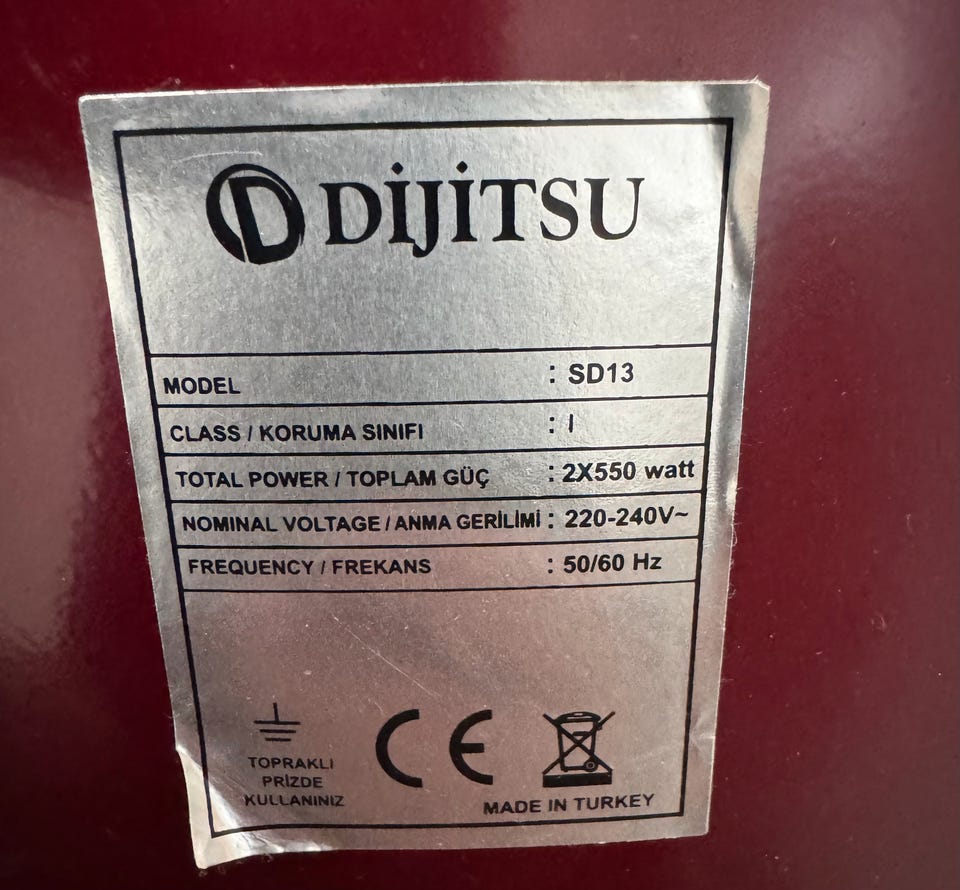 DİJİTSU
MODEL : SD13
CLASS / KORUMA SINIFI : I
TOTAL POWER / TOPLAM GÜÇ : 2X550 watt
NOMINAL VOLTAGE / ANMA GERİLİMİ : 220-240V~
FREQUENCY / FREKANS : 50/60 Hz
TOPRAKLI
PRİZDE
KULLANINIZ
CE
MADE IN TURKEY